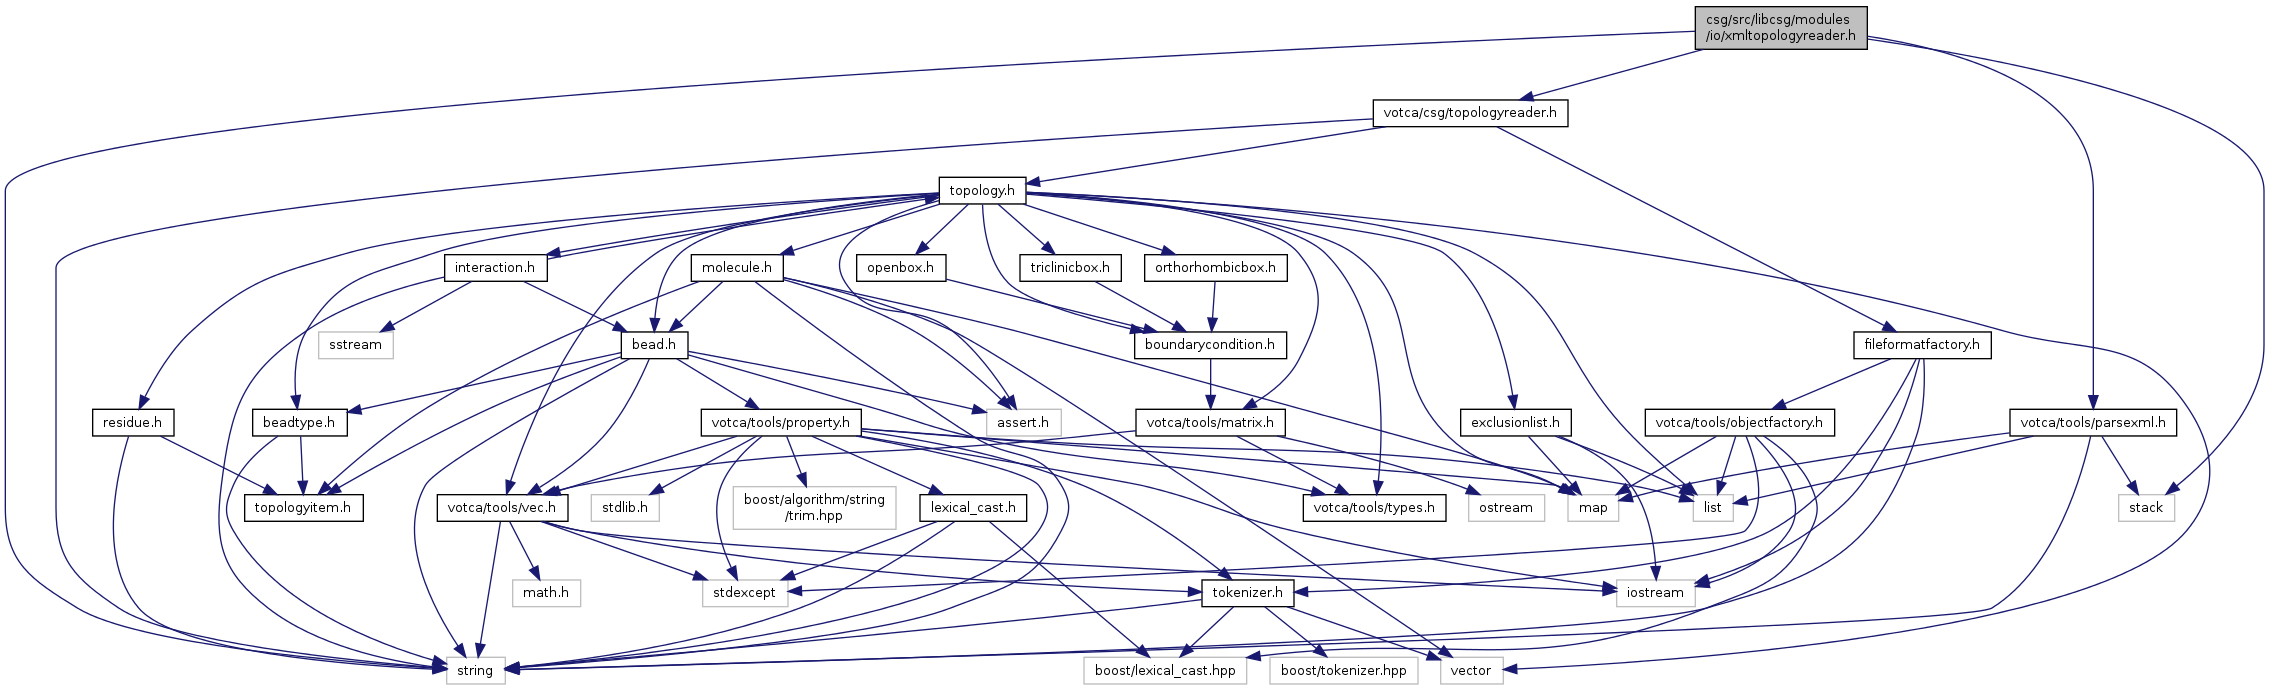 csg/src/libcsg/modules
/io/xmltopologyreader.h
votca/csg/topologyreader.h
topology.h
interaction.h
molecule.h
openbox.h
triclinicbox.h
orthorhombicbox.h
sstream
bead.h
boundarycondition.h
fileformatfactory.h
residue.h
beadtype.h
votca/tools/property.h
assert.h
votca/tools/matrix.h
exclusionlist.h
votca/tools/objectfactory.h
votca/tools/parsexml.h
topologyitem.h
votca/tools/vec.h
stdlib.h
boost/algorithm/string
/trim.hpp
lexical_cast.h
votca/tools/types.h
ostream
map
list
stack
math.h
stdexcept
tokenizer.h
iostream
string
boost/lexical_cast.hpp
boost/tokenizer.hpp
vector